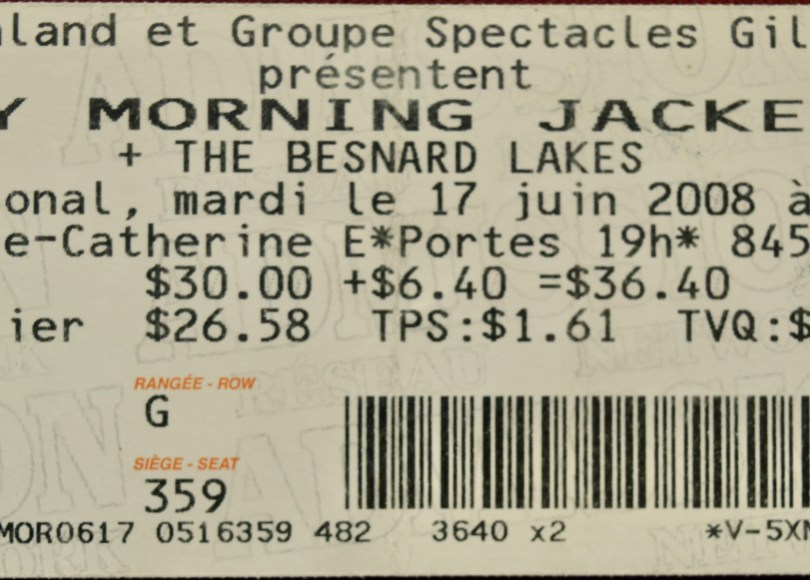 aland et Groupe Spectacles Gil
présentent
Y MORNING JACKE
+ THE BESNARD LAKES
onal, mardi le 17 juin 2008 à
e-Catherine E*Portes 19h* 845
$30.00 +$6.40 =$36.40
ier $26.58 TPS:$1.61 TVQ:$
RANGÉE - ROW
G
SIÈGE - SEAT
359
MOR0617 0516359 482 3640 x2 *V-5XN